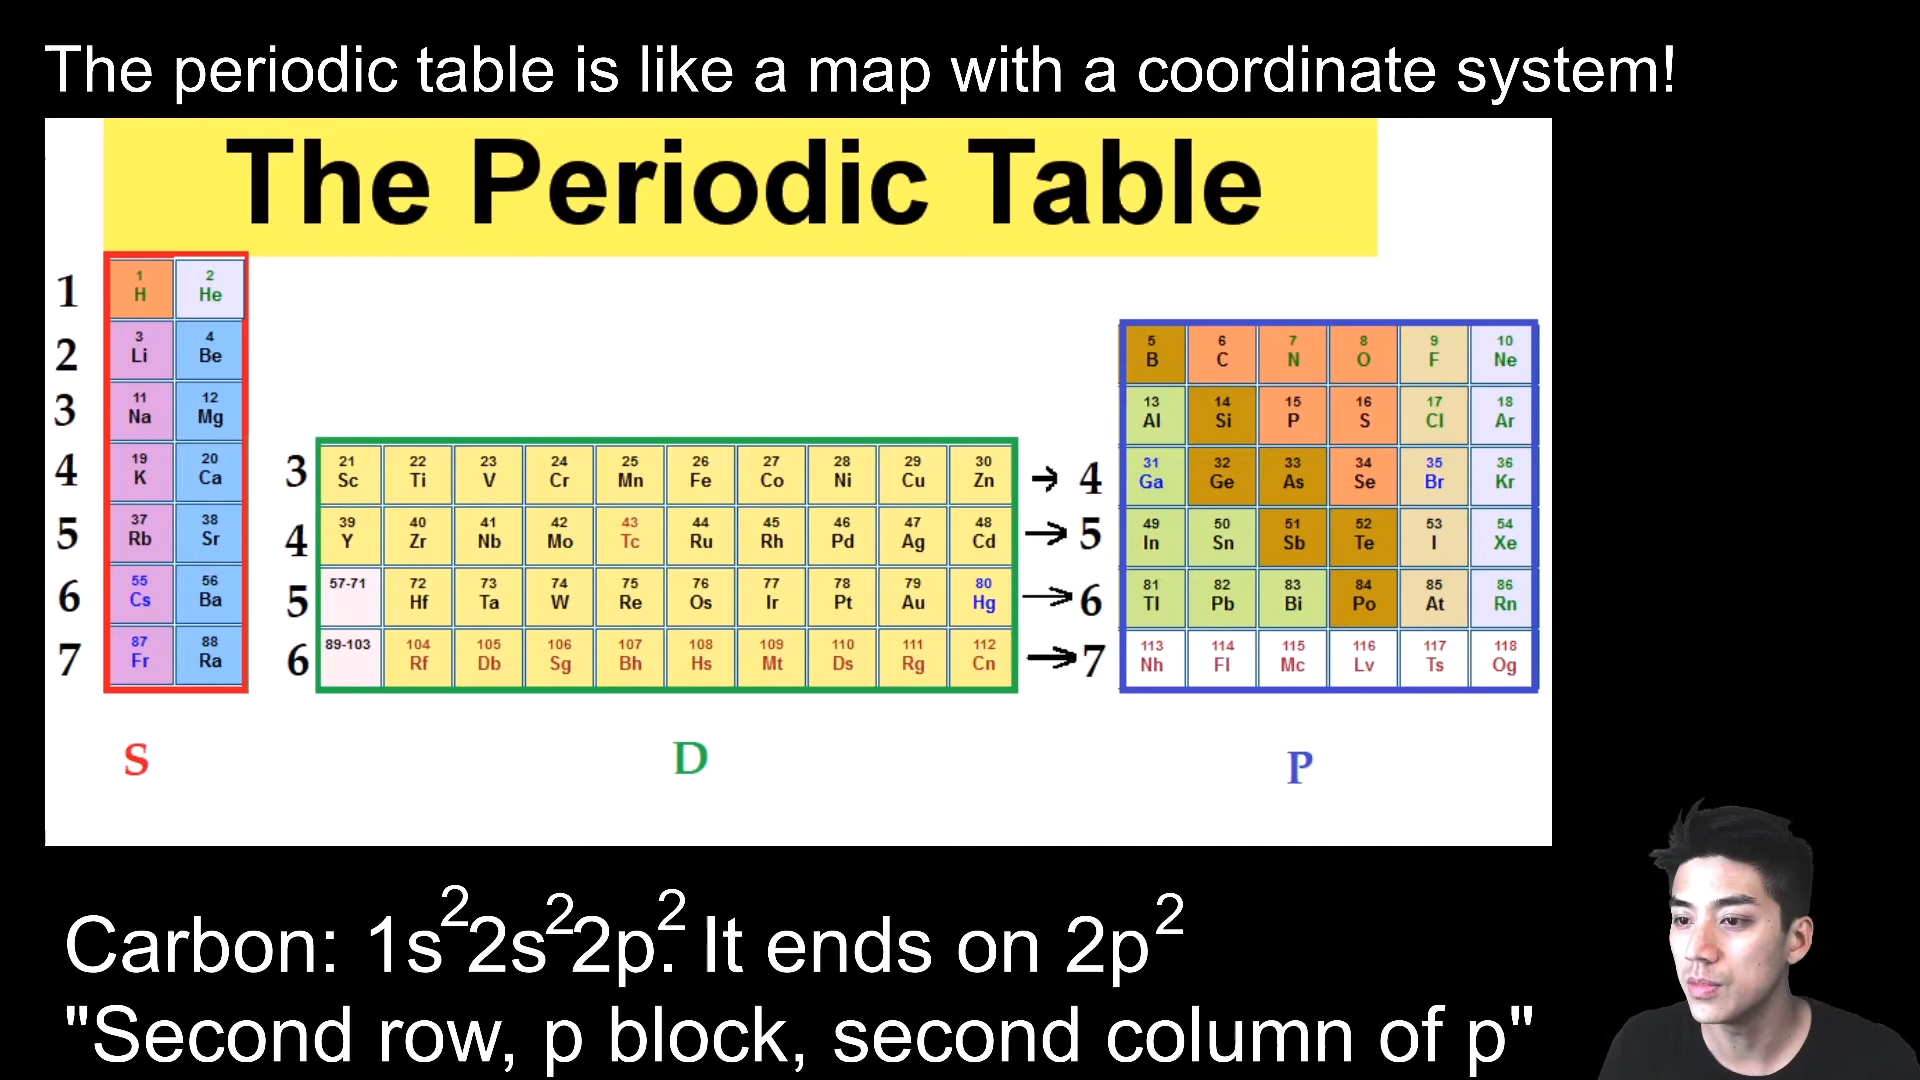 The periodic table is like a map with a coordinate system!
The Periodic Table
1 1 H 2 He
2 3 Li 4 Be 5 B 6 C 7 N 8 O 9 F 10 Ne
3 11 Na 12 Mg 13 Al 14 Si 15 P 16 S 17 Cl 18 Ar
4 19 K 20 Ca 3 21 Sc 22 Ti 23 V 24 Cr 25 Mn 26 Fe 27 Co 28 Ni 29 Cu 30 Zn → 4 31 Ga 32 Ge 33 As 34 Se 35 Br 36 Kr
5 37 Rb 38 Sr 4 39 Y 40 Zr 41 Nb 42 Mo 43 Tc 44 Ru 45 Rh 46 Pd 47 Ag 48 Cd → 5 49 In 50 Sn 51 Sb 52 Te 53 I 54 Xe
6 55 Cs 56 Ba 5 57-71 72 Hf 73 Ta 74 W 75 Re 76 Os 77 Ir 78 Pt 79 Au 80 Hg → 6 81 Tl 82 Pb 83 Bi 84 Po 85 At 86 Rn
7 87 Fr 88 Ra 6 89-103 104 Rf 105 Db 106 Sg 107 Bh 108 Hs 109 Mt 110 Ds 111 Rg 112 Cn → 7 113 Nh 114 Fl 115 Mc 116 Lv 117 Ts 118 Og
S D P
Carbon: 1s²2s²2p². It ends on 2p²
"Second row, p block, second column of p"